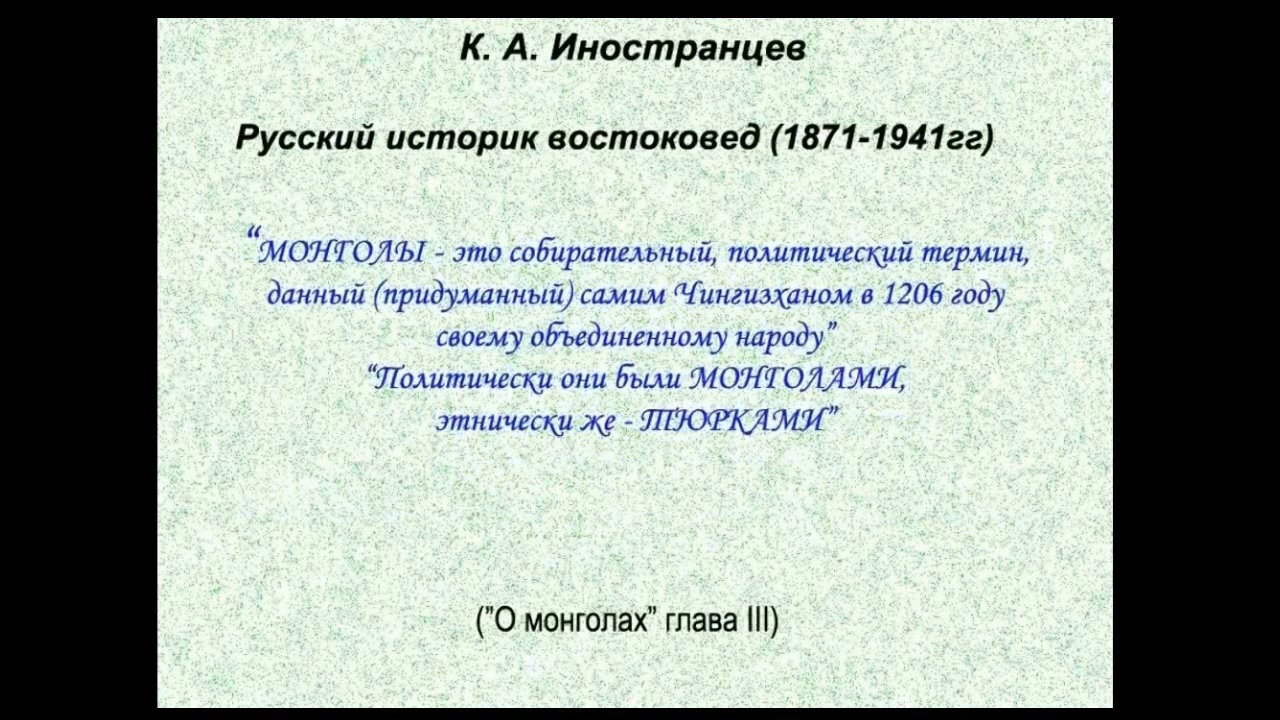 К. А. Иностранцев
Русский историк востоковед (1871-1941гг)
“МОНГОЛЫ - это собирательный, политический термин,
данный (придуманный) самим Чингизханом в 1206 году
своему объединенному народу”
“Политически они были МОНГОЛАМИ,
этнически же - ТЮРКАМИ”
(”О монголах” глава III)